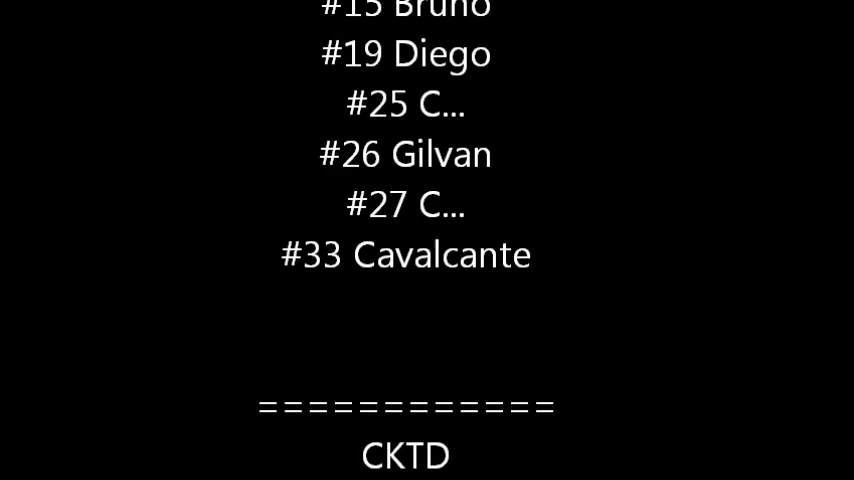 #15 Bruno
#19 Diego
#25 C...
#26 Gilvan
#27 C...
#33 Cavalcante
============
CKTD